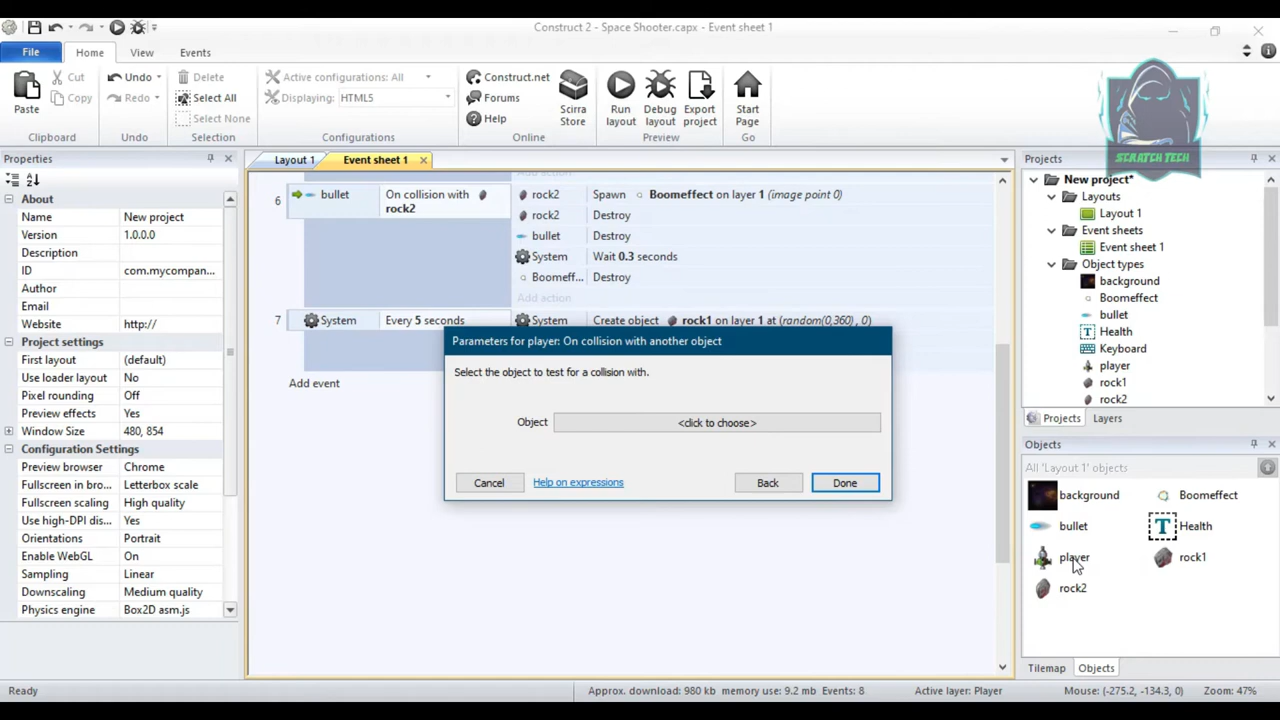 Construct 2 - Space Shooter.capx - Event sheet 1
File
Home
View
Events
Paste
Cut
Copy
Clipboard
Undo
Redo
Undo
Delete
Select All
Select None
Selection
Active configurations: All
Displaying: HTML5
Configurations
Construct.net
Forums
Help
Scirra Store
Online
Run layout
Debug layout
Export project
Preview
Start Page
Go
SCRATCH TECH
Properties
About
Name New project
Version 1.0.0.0
Description
ID com.mycompan...
Author
Email
Website http://
Project settings
First layout (default)
Use loader layout No
Pixel rounding Off
Preview effects Yes
Window Size 480, 854
Configuration Settings
Preview browser Chrome
Fullscreen in bro... Letterbox scale
Fullscreen scaling High quality
Use high-DPI dis... Yes
Orientations Portrait
Enable WebGL On
Sampling Linear
Downscaling Medium quality
Physics engine Box2D asm.js
Layout 1
Event sheet 1
Add action
6 bullet On collision with rock2
rock2 Spawn Boomeffect on layer 1 (image point 0)
rock2 Destroy
bullet Destroy
System Wait 0.3 seconds
Boomeff... Destroy
Add action
7 System Every 5 seconds System Create object rock1 on layer 1 at (random(0,360) , 0)
Add event
Parameters for player: On collision with another object
Select the object to test for a collision with.
Object <click to choose>
Cancel
Help on expressions
Back
Done
Projects
New project*
Layouts
Layout 1
Event sheets
Event sheet 1
Object types
background
Boomeffect
bullet
Health
Keyboard
player
rock1
rock2
Projects
Layers
Objects
All 'Layout 1' objects
background
Boomeffect
bullet
Health
player
rock1
rock2
Tilemap
Objects
Ready
Approx. download: 980 kb memory use: 9.2 mb Events: 8
Active layer: Player
Mouse: (-275.2, -134.3, 0)
Zoom: 47%